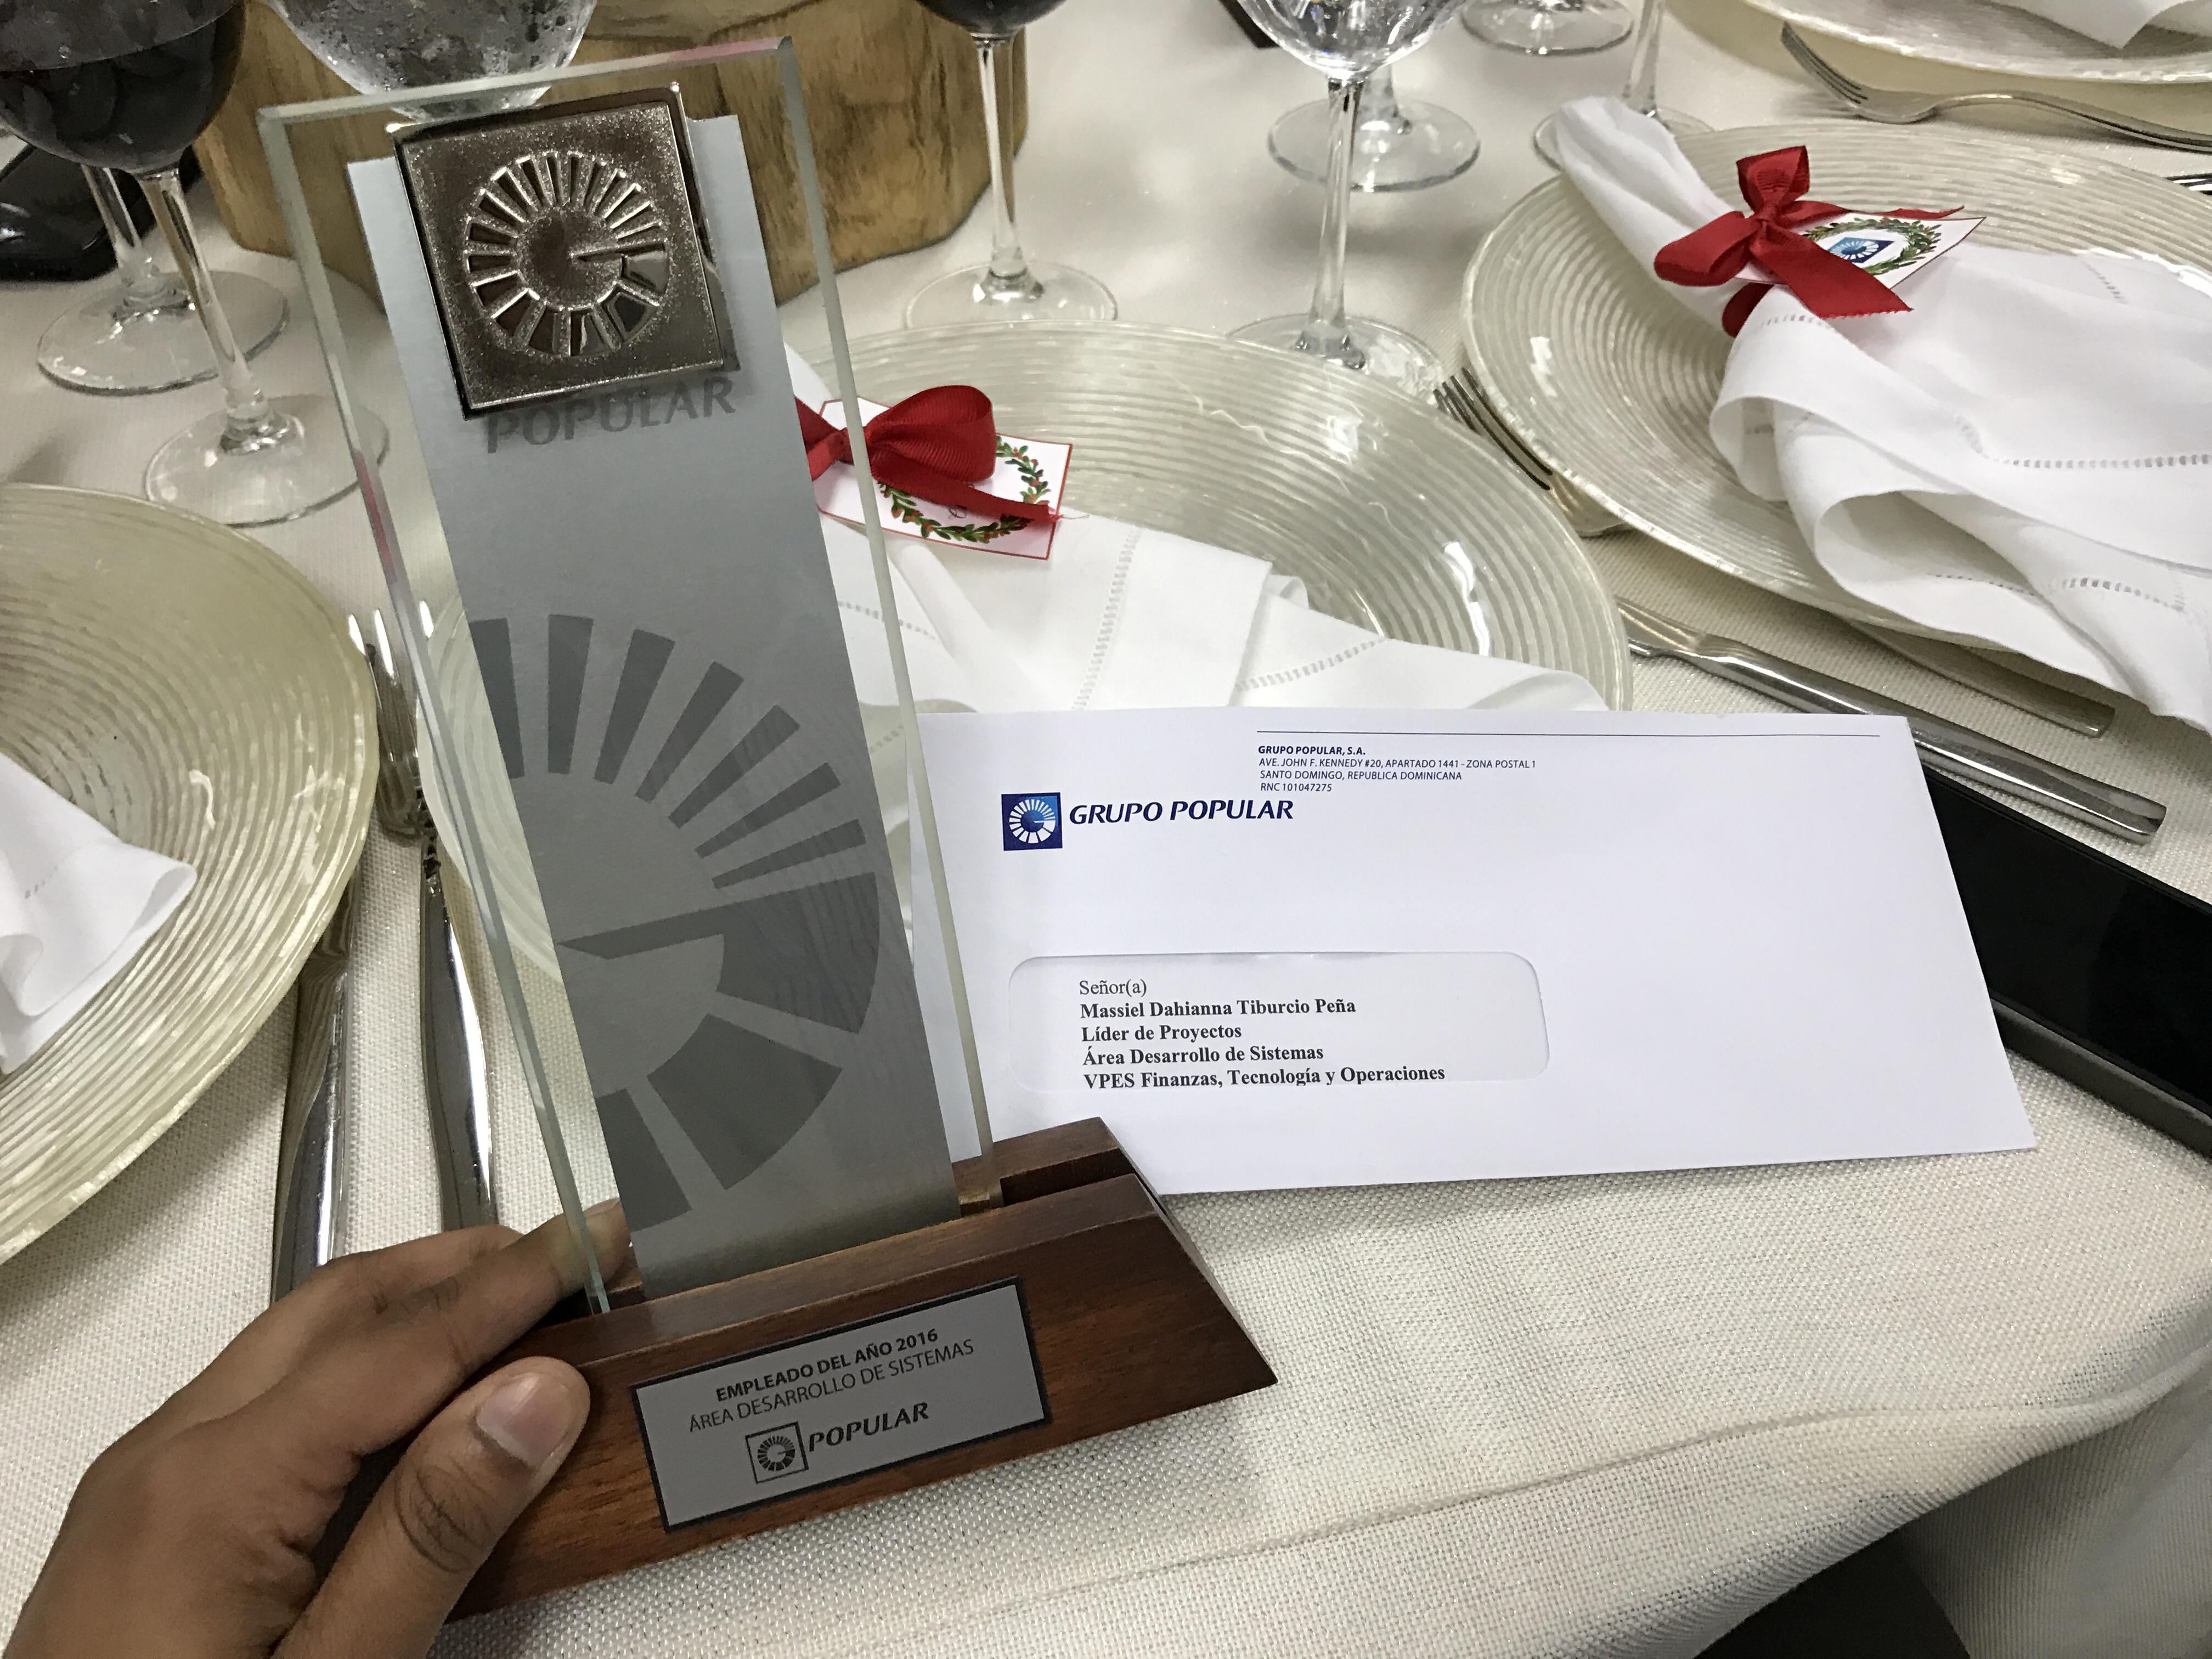 POPULAR
GRUPO POPULAR, S.A.
AVE. JOHN F. KENNEDY #20, APARTADO 1441 - ZONA POSTAL 1
SANTO DOMINGO, REPUBLICA DOMINICANA
RNC 101047275
GRUPO POPULAR
Señor(a)
Massiel Dahianna Tiburcio Peña
Líder de Proyectos
Área Desarrollo de Sistemas
VPES Finanzas, Tecnología y Operaciones
EMPLEADO DEL AÑO 2016
ÁREA DESARROLLO DE SISTEMAS
POPULAR